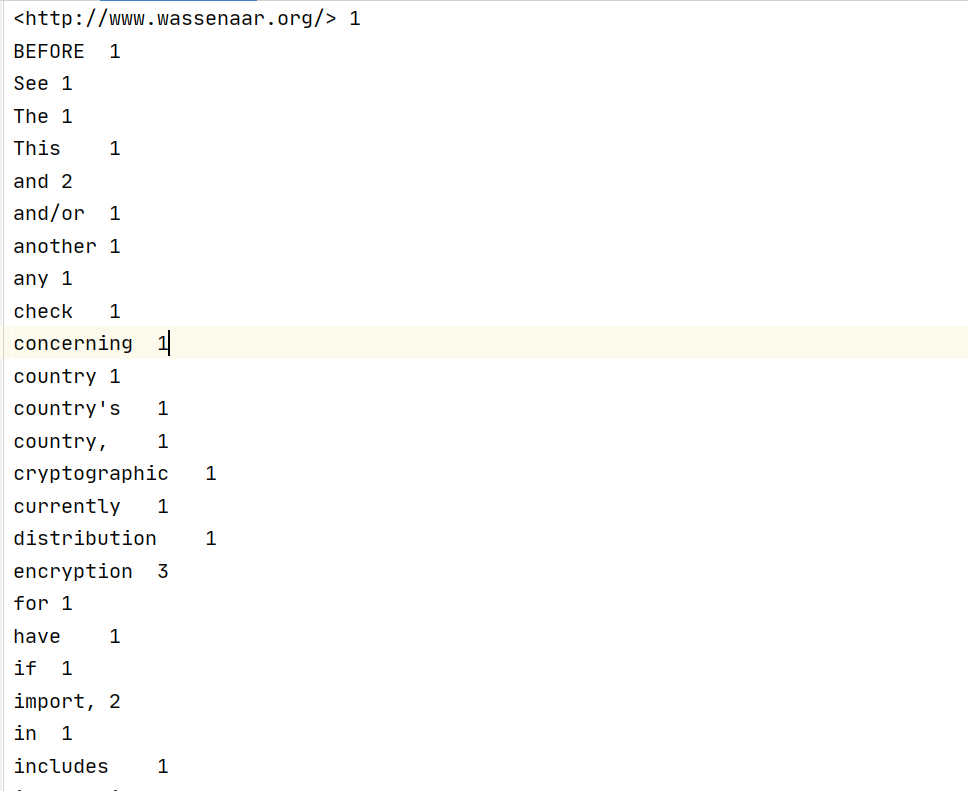 <http://www.wassenaar.org/> 1
BEFORE 1
See 1
The 1
This 1
and 2
and/or 1
another 1
any 1
check 1
concerning 1
country 1
country's 1
country, 1
cryptographic 1
currently 1
distribution 1
encryption 3
for 1
have 1
if 1
import, 2
in 1
includes 1